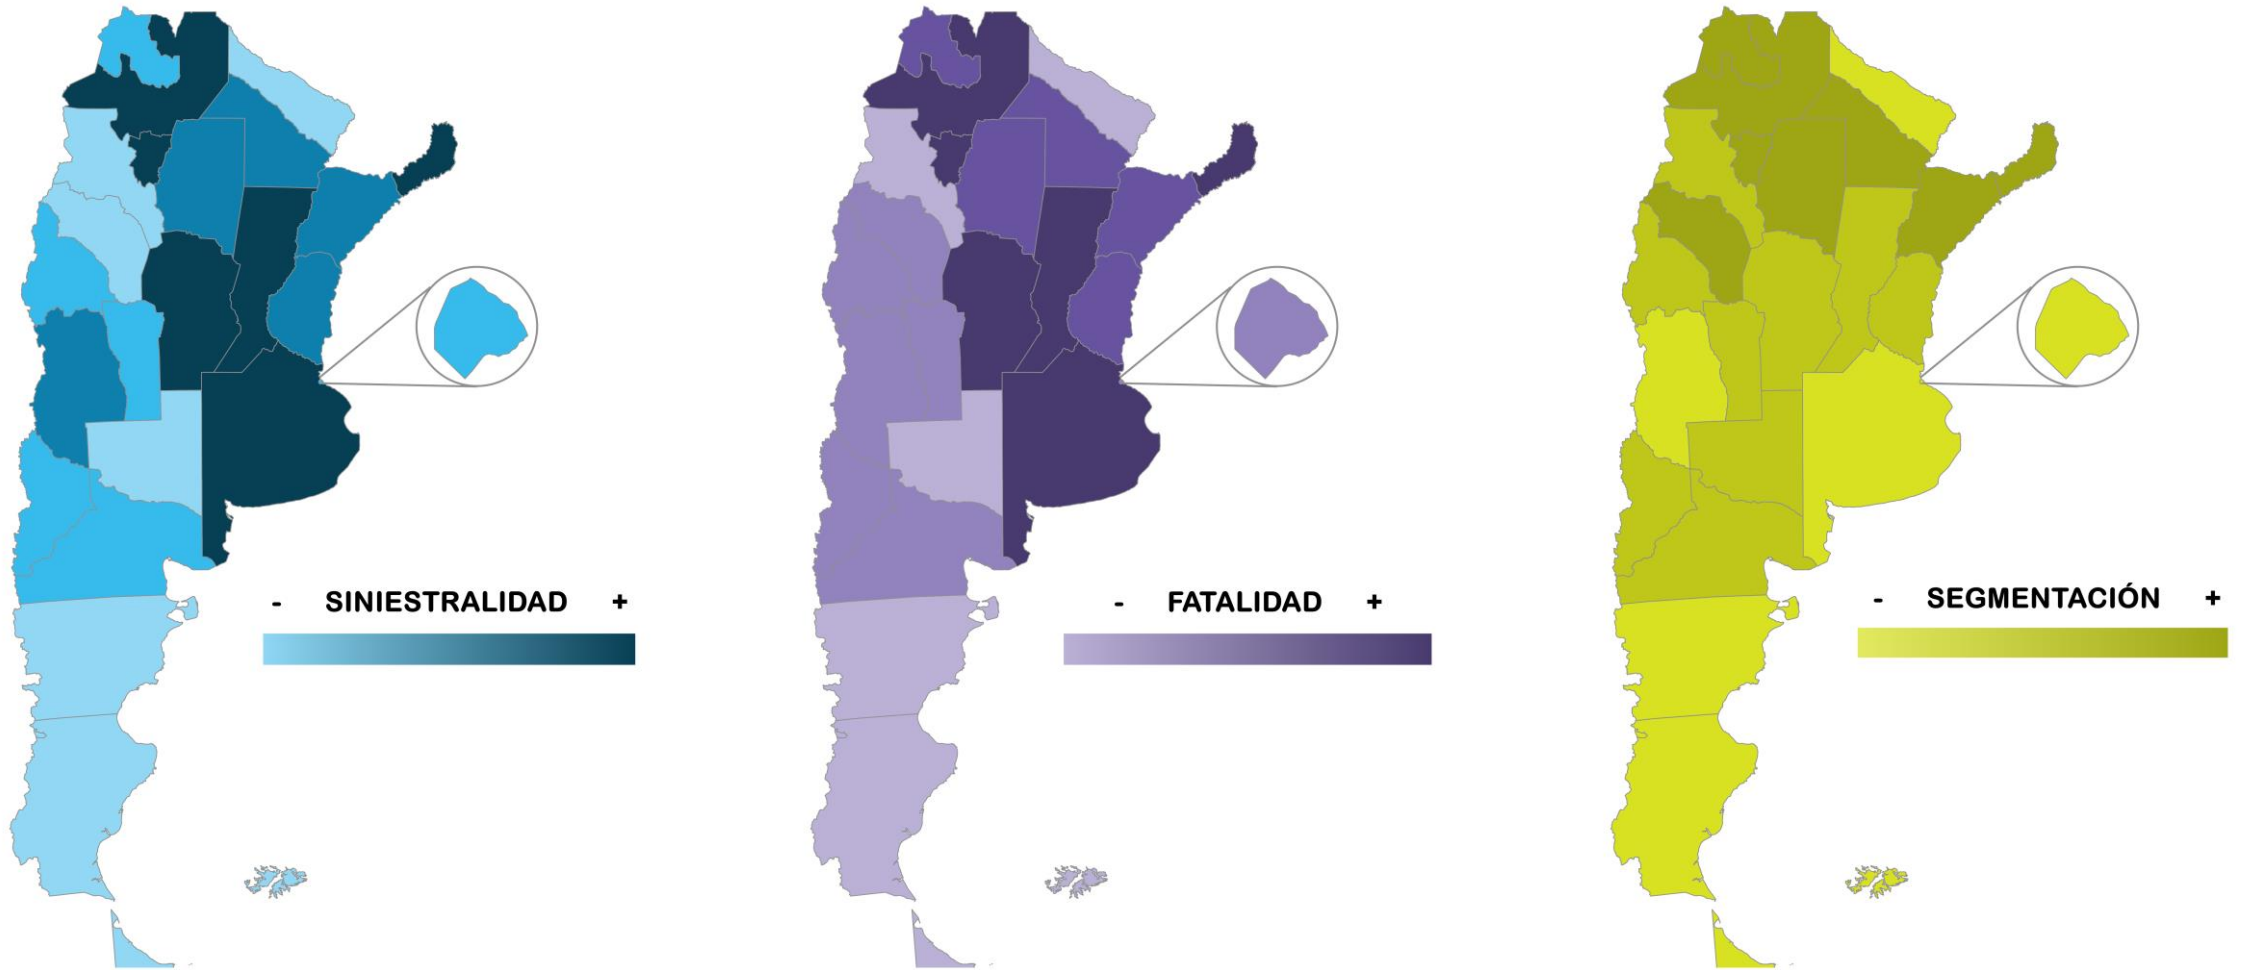 - SINIESTRALIDAD +
- FATALIDAD +
- SEGMENTACIÓN +